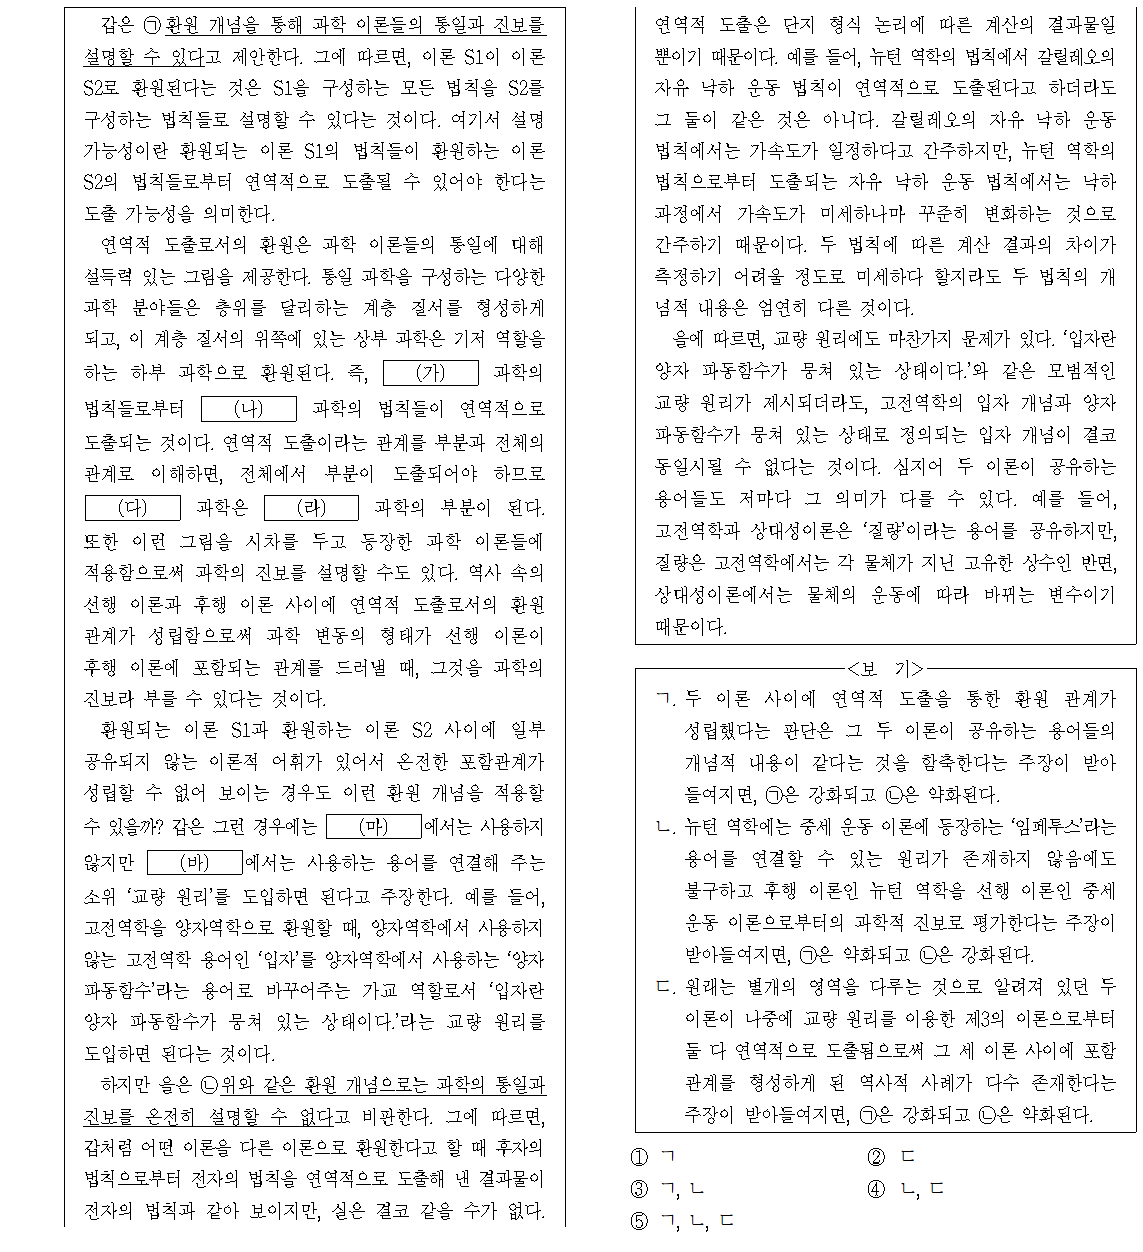 갑은 ㉠환원 개념을 통해 과학 이론들의 통일과 진보를
설명할 수 있다고 제안한다. 그에 따르면, 이론 S1이 이론
S2로 환원된다는 것은 S1을 구성하는 모든 법칙을 S2를
구성하는 법칙들로 설명할 수 있다는 것이다. 여기서 설명
가능성이란 환원되는 이론 S1의 법칙들이 환원하는 이론
S2의 법칙들로부터 연역적으로 도출될 수 있어야 한다는
도출 가능성을 의미한다.
연역적 도출로서의 환원은 과학 이론들의 통일에 대해
설득력 있는 그림을 제공한다. 통일 과학을 구성하는 다양한
과학 분야들은 층위를 달리하는 계층 질서를 형성하게
되고, 이 계층 질서의 위쪽에 있는 상부 과학은 기저 역할을
하는 하부 과학으로 환원된다. 즉, (가) 과학의
법칙들로부터 (나) 과학의 법칙들이 연역적으로
도출되는 것이다. 연역적 도출이라는 관계를 부분과 전체의
관계로 이해하면, 전체에서 부분이 도출되어야 하므로
(다) 과학은 (라) 과학의 부분이 된다.
또한 이런 그림을 시차를 두고 등장한 과학 이론들에
적용함으로써 과학의 진보를 설명할 수도 있다. 역사 속의
선행 이론과 후행 이론 사이에 연역적 도출로서의 환원
관계가 성립함으로써 과학 변동의 형태가 선행 이론이
후행 이론에 포함되는 관계를 드러낼 때, 그것을 과학의
진보라 부를 수 있다는 것이다.
환원되는 이론 S1과 환원하는 이론 S2 사이에 일부
공유되지 않는 이론적 어휘가 있어서 온전한 포함관계가
성립할 수 없어 보이는 경우도 이런 환원 개념을 적용할
수 있을까? 갑은 그런 경우에는 (마)에서는 사용하지
않지만 (바)에서는 사용하는 용어를 연결해 주는
소위 ‘교량 원리’를 도입하면 된다고 주장한다. 예를 들어,
고전역학을 양자역학으로 환원할 때, 양자역학에서 사용하지
않는 고전역학 용어인 ‘입자’를 양자역학에서 사용하는 ‘양자
파동함수’라는 용어로 바꾸어주는 가교 역할로서 ‘입자란
양자 파동함수가 뭉쳐 있는 상태이다.’라는 교량 원리를
도입하면 된다는 것이다.
하지만 을은 ㉡위와 같은 환원 개념으로는 과학의 통일과
진보를 온전히 설명할 수 없다고 비판한다. 그에 따르면,
갑처럼 어떤 이론을 다른 이론으로 환원한다고 할 때 후자의
법칙으로부터 전자의 법칙을 연역적으로 도출해 낸 결과물이
전자의 법칙과 같아 보이지만, 실은 결코 같을 수가 없다.
연역적 도출은 단지 형식 논리에 따른 계산의 결과물일
뿐이기 때문이다. 예를 들어, 뉴턴 역학의 법칙에서 갈릴레오의
자유 낙하 운동 법칙이 연역적으로 도출된다고 하더라도
그 둘이 같은 것은 아니다. 갈릴레오의 자유 낙하 운동
법칙에서는 가속도가 일정하다고 간주하지만, 뉴턴 역학의
법칙으로부터 도출되는 자유 낙하 운동 법칙에서는 낙하
과정에서 가속도가 미세하나마 꾸준히 변화하는 것으로
간주하기 때문이다. 두 법칙에 따른 계산 결과의 차이가
측정하기 어려울 정도로 미세하다 할지라도 두 법칙의 개
념적 내용은 엄연히 다른 것이다.
을에 따르면, 교량 원리에도 마찬가지 문제가 있다. ‘입자란
양자 파동함수가 뭉쳐 있는 상태이다.’와 같은 모범적인
교량 원리가 제시되더라도, 고전역학의 입자 개념과 양자
파동함수가 뭉쳐 있는 상태로 정의되는 입자 개념이 결코
동일시될 수 없다는 것이다. 심지어 두 이론이 공유하는
용어들도 저마다 그 의미가 다를 수 있다. 예를 들어,
고전역학과 상대성이론은 ‘질량’이라는 용어를 공유하지만,
질량은 고전역학에서는 각 물체가 지닌 고유한 상수인 반면,
상대성이론에서는 물체의 운동에 따라 바뀌는 변수이기
때문이다.
<보 기>
ㄱ. 두 이론 사이에 연역적 도출을 통한 환원 관계가
성립했다는 판단은 그 두 이론이 공유하는 용어들의
개념적 내용이 같다는 것을 함축한다는 주장이 받아
들여지면, ㉠은 강화되고 ㉡은 약화된다.
ㄴ. 뉴턴 역학에는 중세 운동 이론에 등장하는 ‘임페투스’라는
용어를 연결할 수 있는 원리가 존재하지 않음에도
불구하고 후행 이론인 뉴턴 역학을 선행 이론인 중세
운동 이론으로부터의 과학적 진보로 평가한다는 주장이
받아들여지면, ㉠은 약화되고 ㉡은 강화된다.
ㄷ. 원래는 별개의 영역을 다루는 것으로 알려져 있던 두
이론이 나중에 교량 원리를 이용한 제3의 이론으로부터
둘 다 연역적으로 도출됨으로써 그 세 이론 사이에 포함
관계를 형성하게 된 역사적 사례가 다수 존재한다는
주장이 받아들여지면, ㉠은 강화되고 ㉡은 약화된다.
① ㄱ ② ㄷ
③ ㄱ, ㄴ ④ ㄴ, ㄷ
⑤ ㄱ, ㄴ, ㄷ